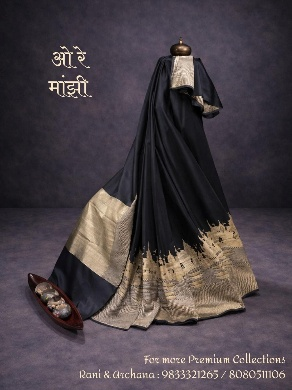 ओ रे
मांझी
For more Premium Collections
Rani & Archana : 9833321265 / 8080511106